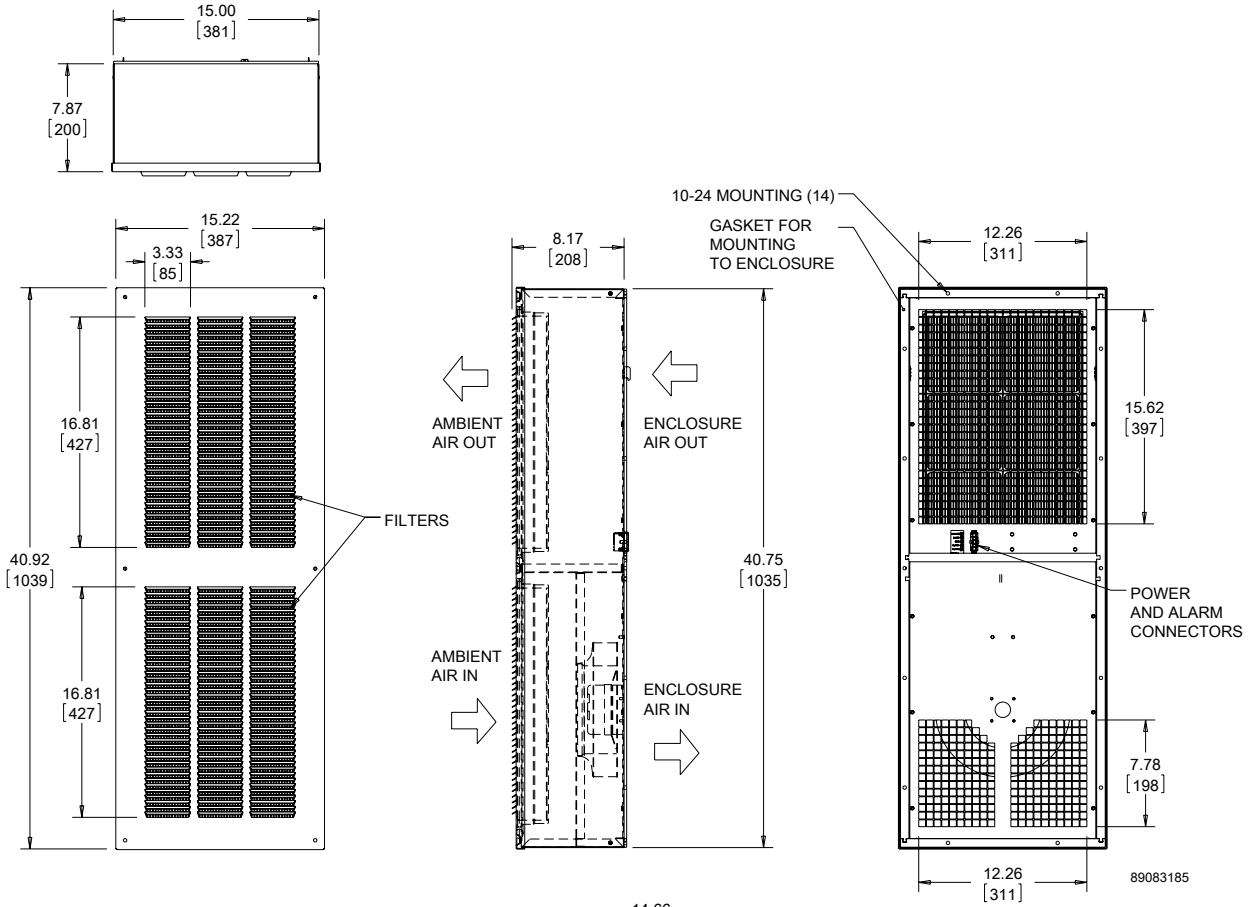 15.00
[381]
7.87
[200]
15.22
[387]
3.33
[85]
16.81
[427]
40.92
[1039]
16.81
[427]
FILTERS
8.17
[208]
AMBIENT
AIR OUT
ENCLOSURE
AIR OUT
40.75
[1035]
AMBIENT
AIR IN
ENCLOSURE
AIR IN
10-24 MOUNTING (14)
GASKET FOR
MOUNTING
TO ENCLOSURE
12.26
[311]
15.62
[397]
POWER
AND ALARM
CONNECTORS
7.78
[198]
12.26
[311]
89083185